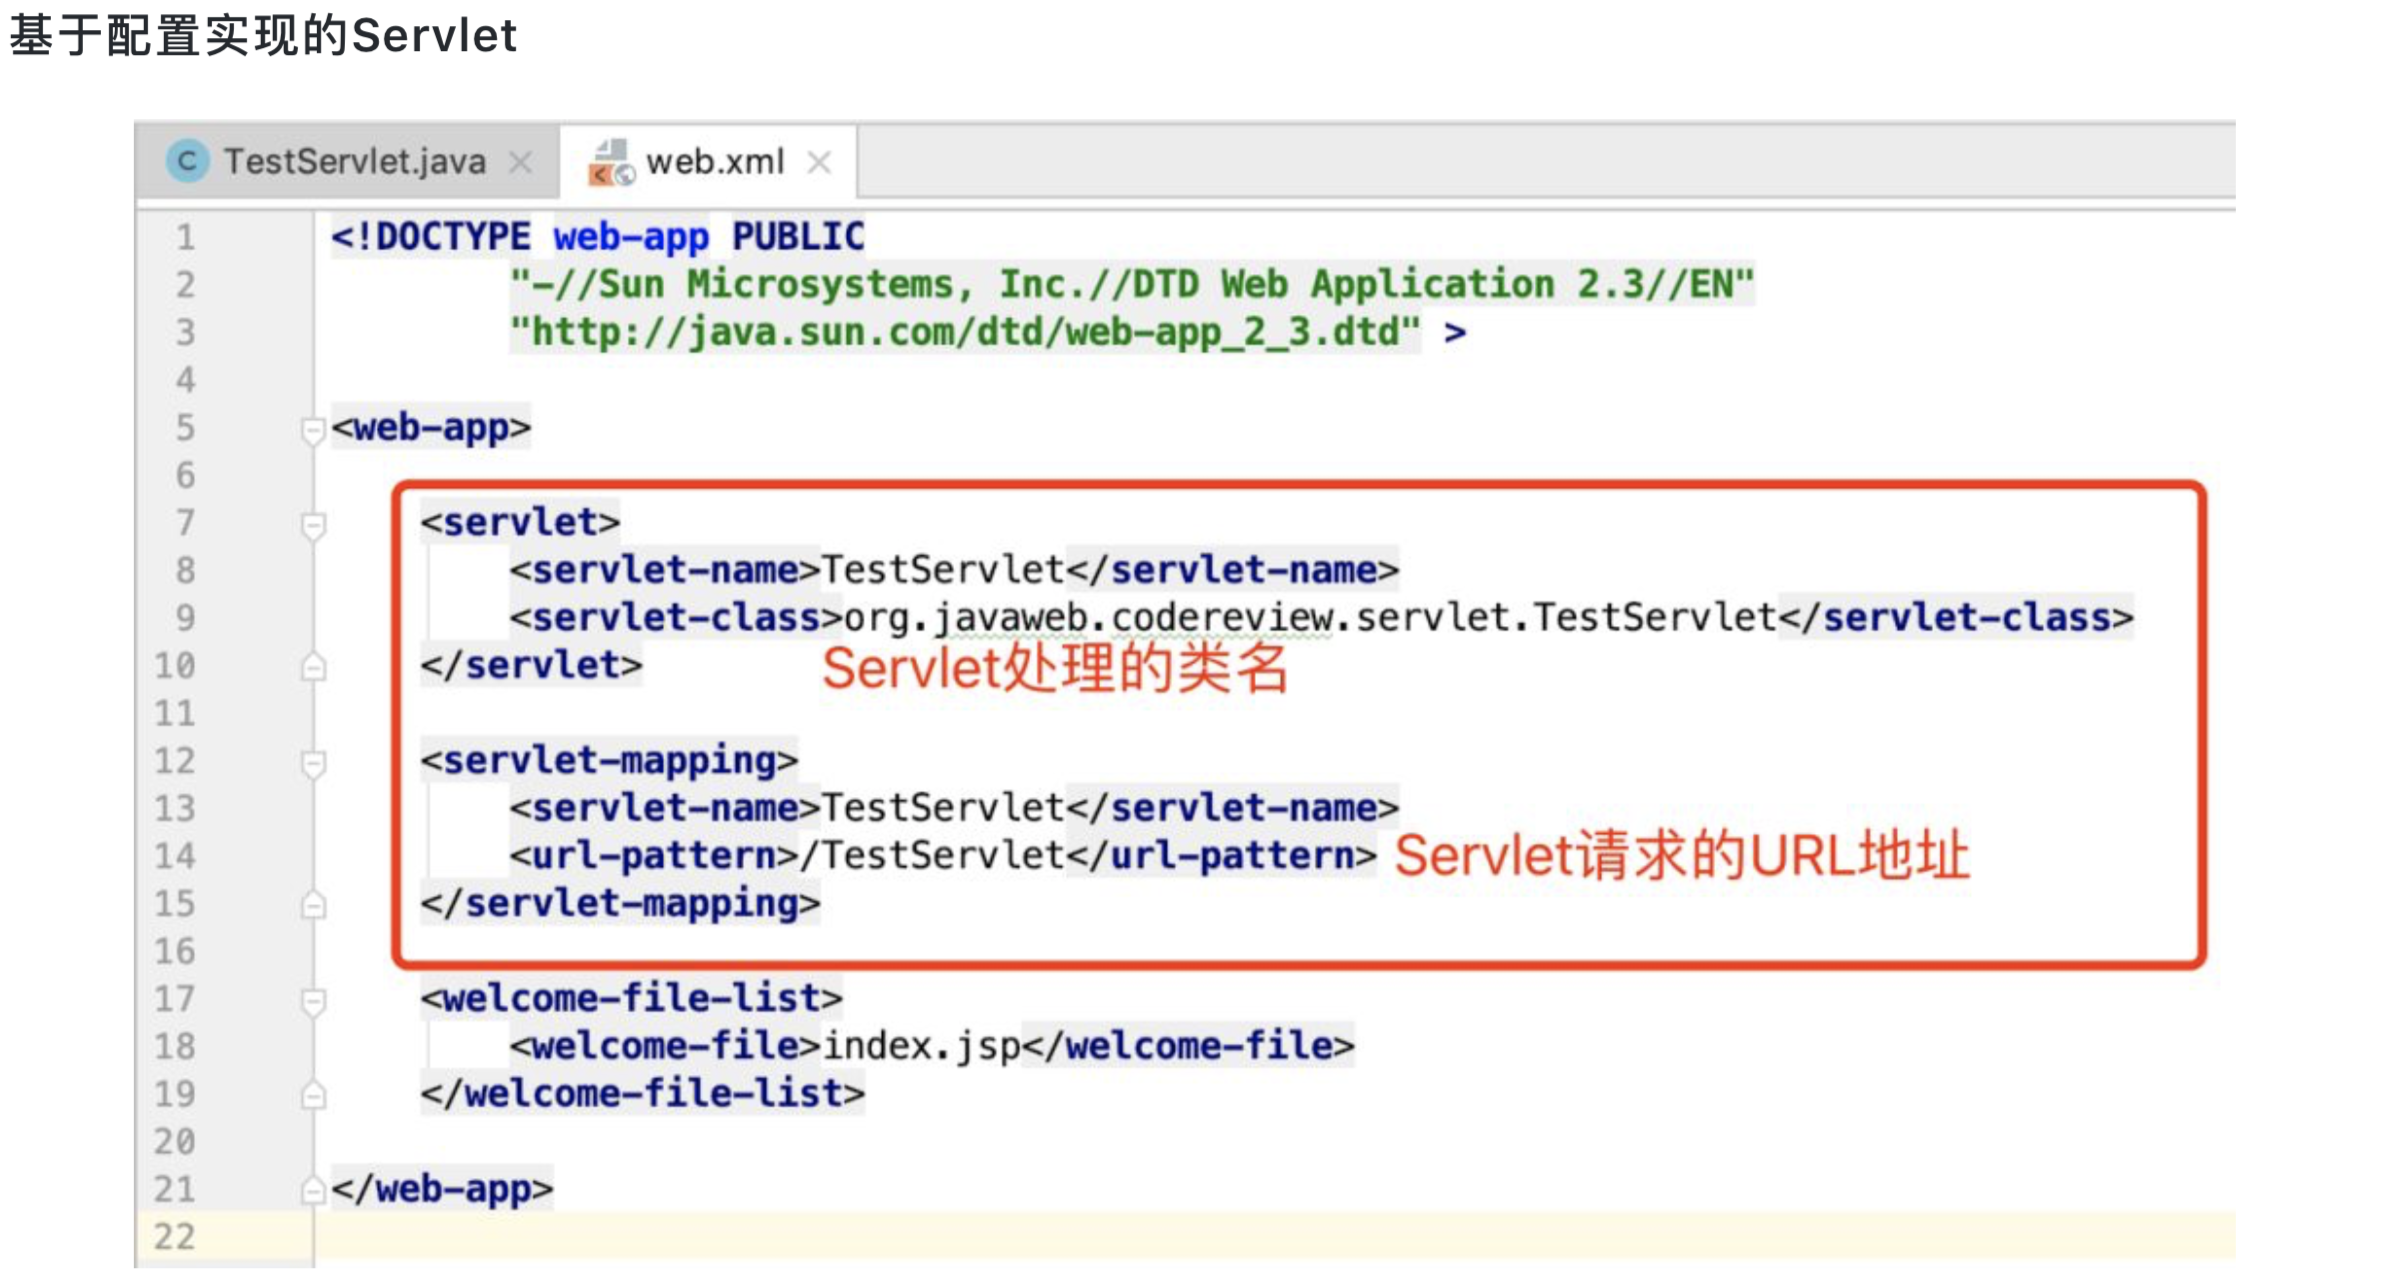 基于配置实现的Servlet
TestServlet.java
web.xml
1 <!DOCTYPE web-app PUBLIC
2 "-//Sun Microsystems, Inc.//DTD Web Application 2.3//EN"
3 "http://java.sun.com/dtd/web-app_2_3.dtd" >
4
5 <web-app>
6
7 <servlet>
8 <servlet-name>TestServlet</servlet-name>
9 <servlet-class>org.javaweb.codereview.servlet.TestServlet</servlet-class>
10 </servlet> Servlet处理的类名
11
12 <servlet-mapping>
13 <servlet-name>TestServlet</servlet-name>
14 <url-pattern>/TestServlet</url-pattern> Servlet请求的URL地址
15 </servlet-mapping>
16
17 <welcome-file-list>
18 <welcome-file>index.jsp</welcome-file>
19 </welcome-file-list>
20
21 </web-app>
22